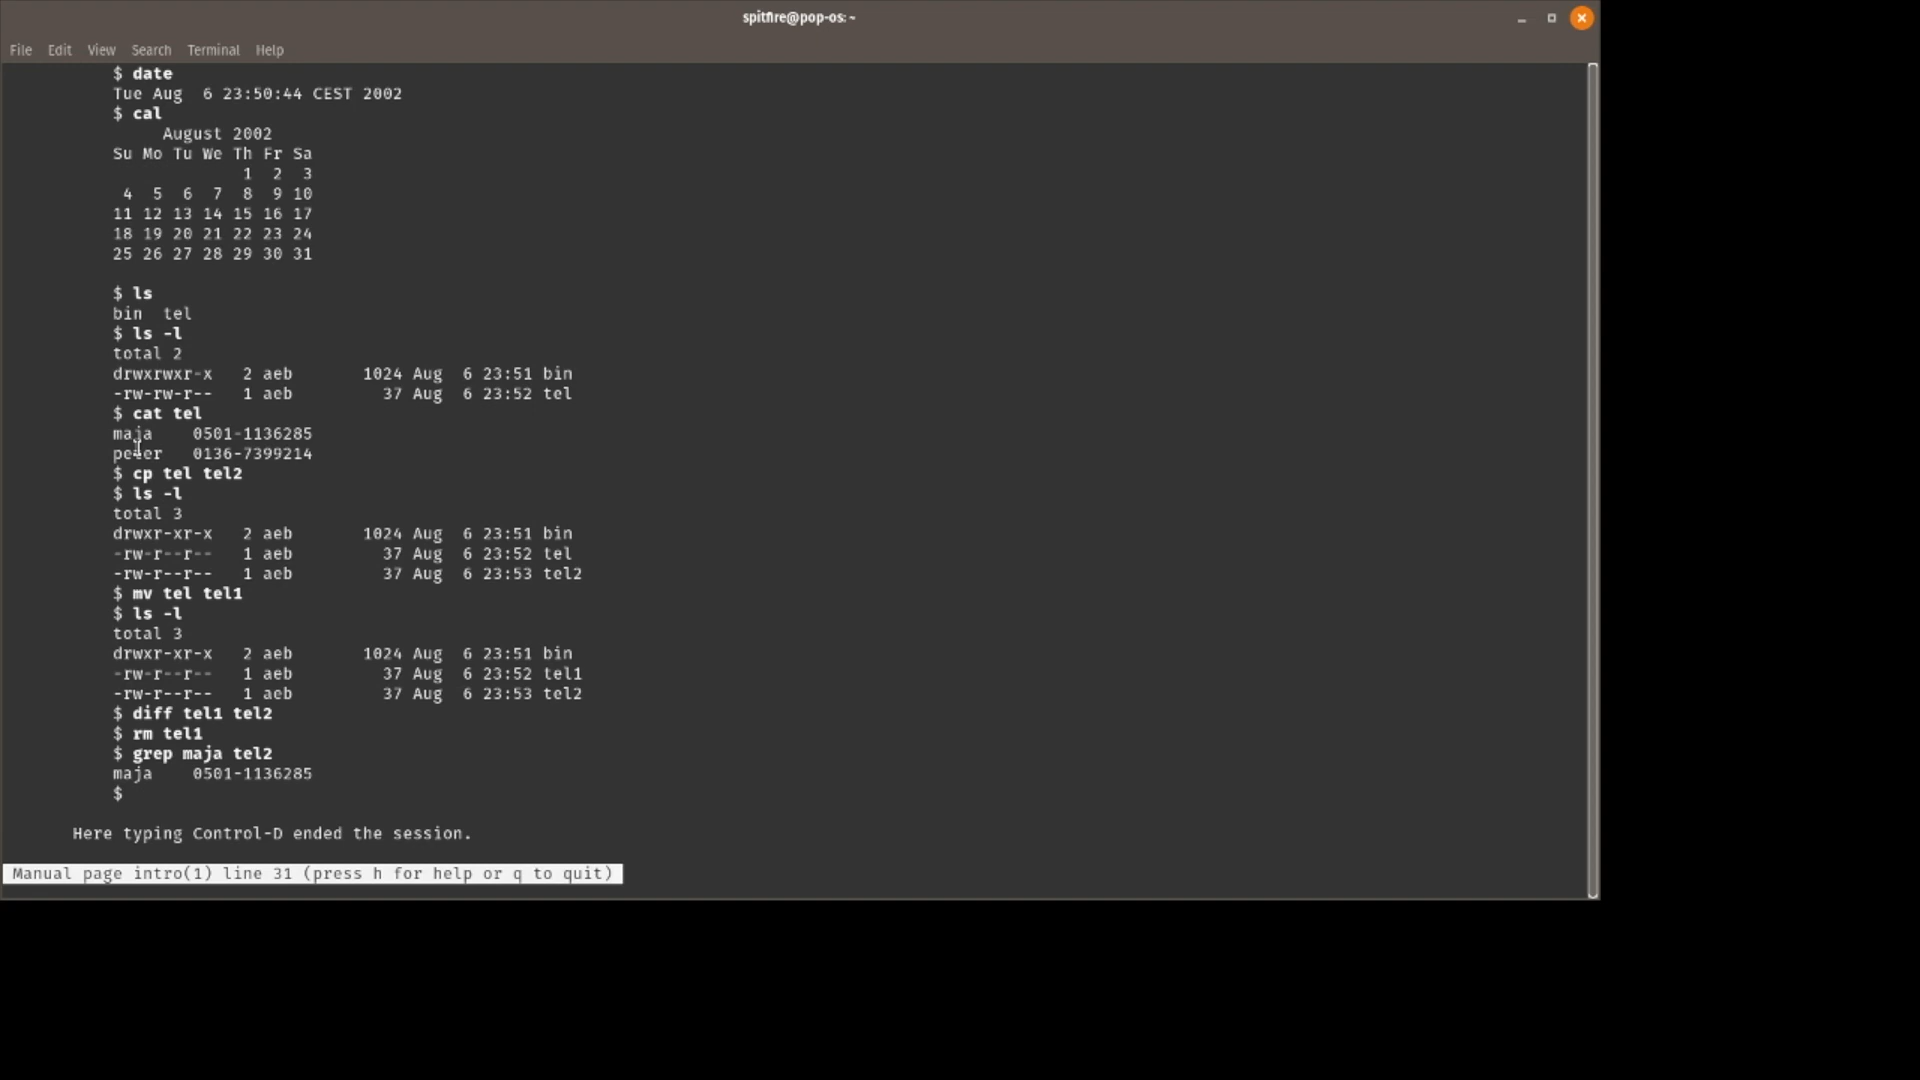 spitfire@pop-os: ~
File Edit View Search Terminal Help
$ date
Tue Aug  6 23:50:44 CEST 2002
$ cal
     August 2002
Su Mo Tu We Th Fr Sa
             1  2  3
 4  5  6  7  8  9 10
11 12 13 14 15 16 17
18 19 20 21 22 23 24
25 26 27 28 29 30 31
$ ls
bin  tel
$ ls -l
total 2
drwxrwxr-x   2 aeb       1024 Aug  6 23:51 bin
-rw-rw-r--   1 aeb         37 Aug  6 23:52 tel
$ cat tel
maja    0501-1136285
peter   0136-7399214
$ cp tel tel2
$ ls -l
total 3
drwxr-xr-x   2 aeb       1024 Aug  6 23:51 bin
-rw-r--r--   1 aeb         37 Aug  6 23:52 tel
-rw-r--r--   1 aeb         37 Aug  6 23:53 tel2
$ mv tel tel1
$ ls -l
total 3
drwxr-xr-x   2 aeb       1024 Aug  6 23:51 bin
-rw-r--r--   1 aeb         37 Aug  6 23:52 tel1
-rw-r--r--   1 aeb         37 Aug  6 23:53 tel2
$ diff tel1 tel2
$ rm tel1
$ grep maja tel2
maja    0501-1136285
$
Here typing Control-D ended the session.
Manual page intro(1) line 31 (press h for help or q to quit)